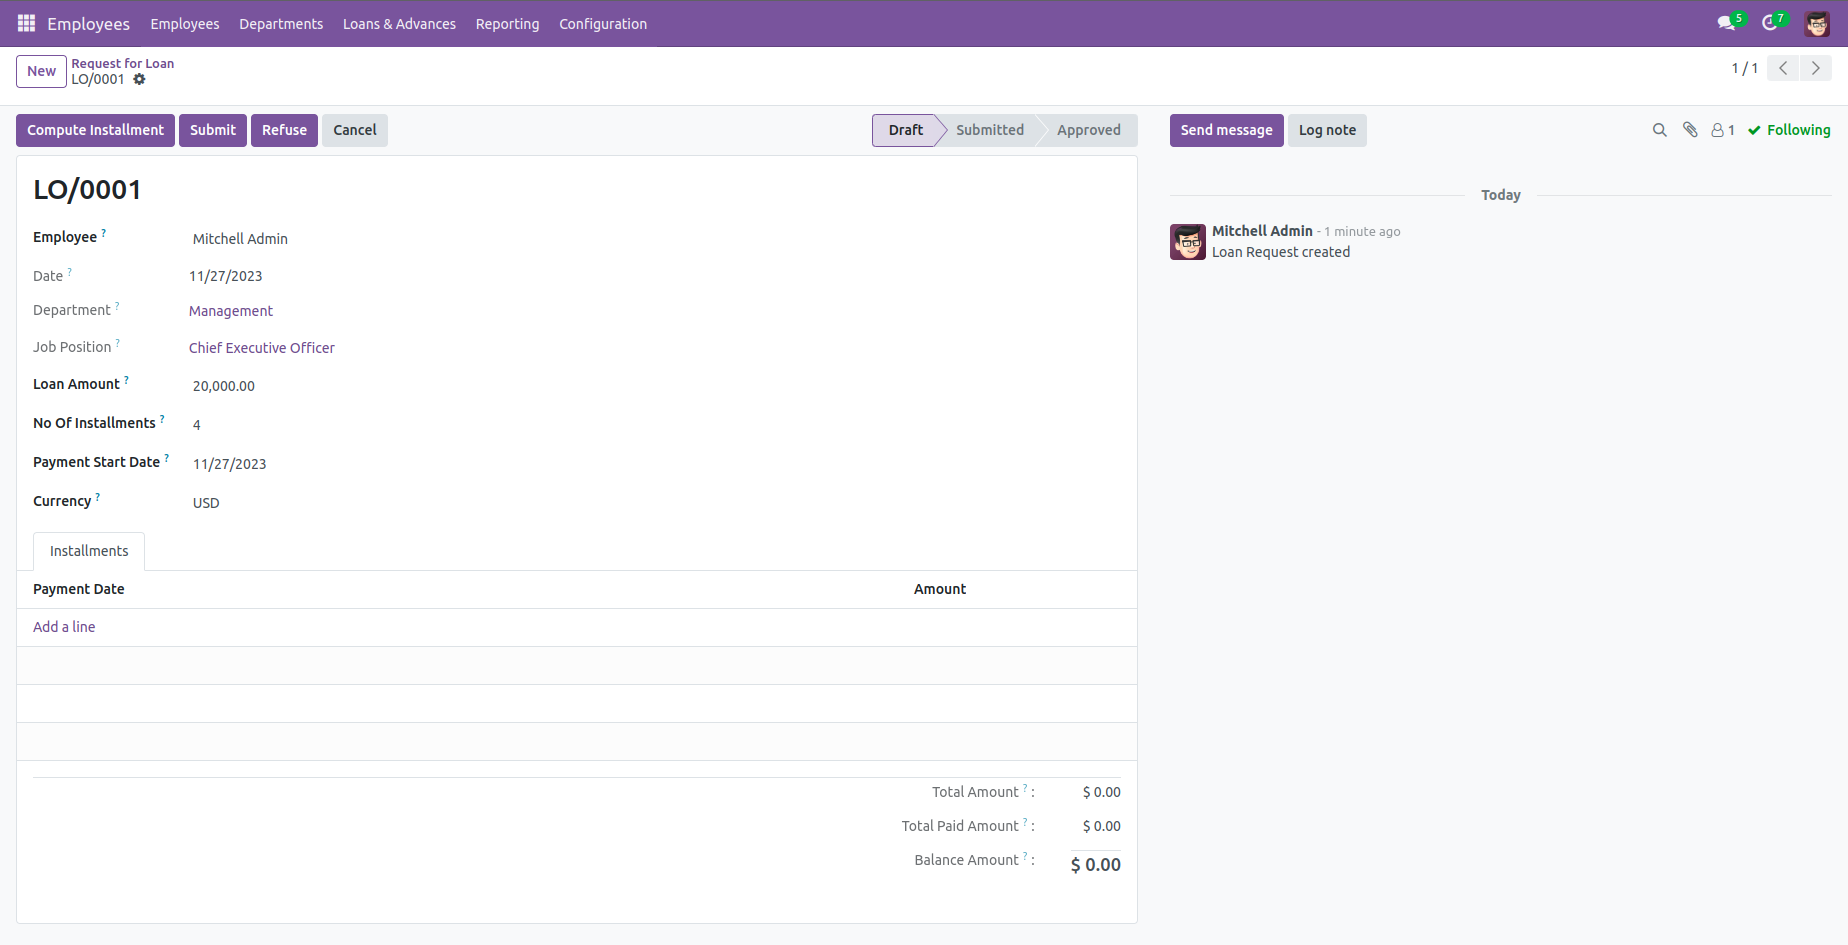 Employees Employees Departments Loans & Advances Reporting Configuration 5 7
New Request for Loan
LO/0001
1 / 1
Compute Installment Submit Refuse Cancel Draft Submitted Approved Send message Log note 1 Following
LO/0001
Today
Employee ? Mitchell Admin
Mitchell Admin - 1 minute ago
Loan Request created
Date ? 11/27/2023
Department ? Management
Job Position ? Chief Executive Officer
Loan Amount ? 20,000.00
No Of Installments ? 4
Payment Start Date ? 11/27/2023
Currency ? USD
Installments
Payment Date Amount
Add a line
Total Amount ? : $ 0.00
Total Paid Amount ? : $ 0.00
Balance Amount ? : $ 0.00